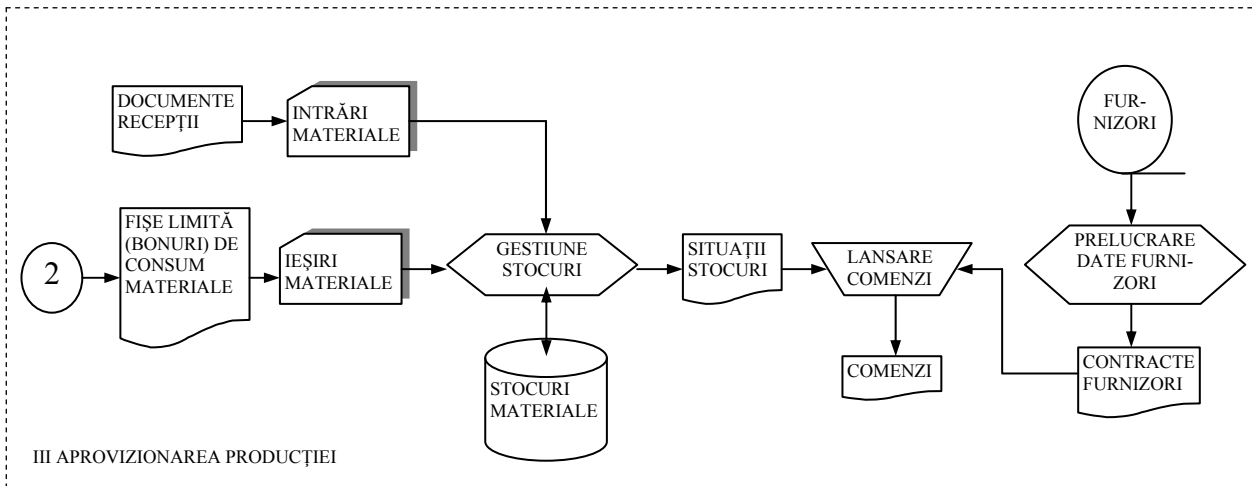 DOCUMENTE
RECEPȚII
INTRĂRI
MATERIALE
FUR-
NIZORI
2
FIȘE LIMITĂ
(BONURI) DE
CONSUM
MATERIALE
IEȘIRI
MATERIALE
GESTIUNE
STOCURI
SITUAȚII
STOCURI
LANSARE
COMENZI
PRELUCRARE
DATE FURNI-
ZORI
STOCURI
MATERIALE
COMENZI
CONTRACTE
FURNIZORI
III APROVIZIONAREA PRODUCȚIEI